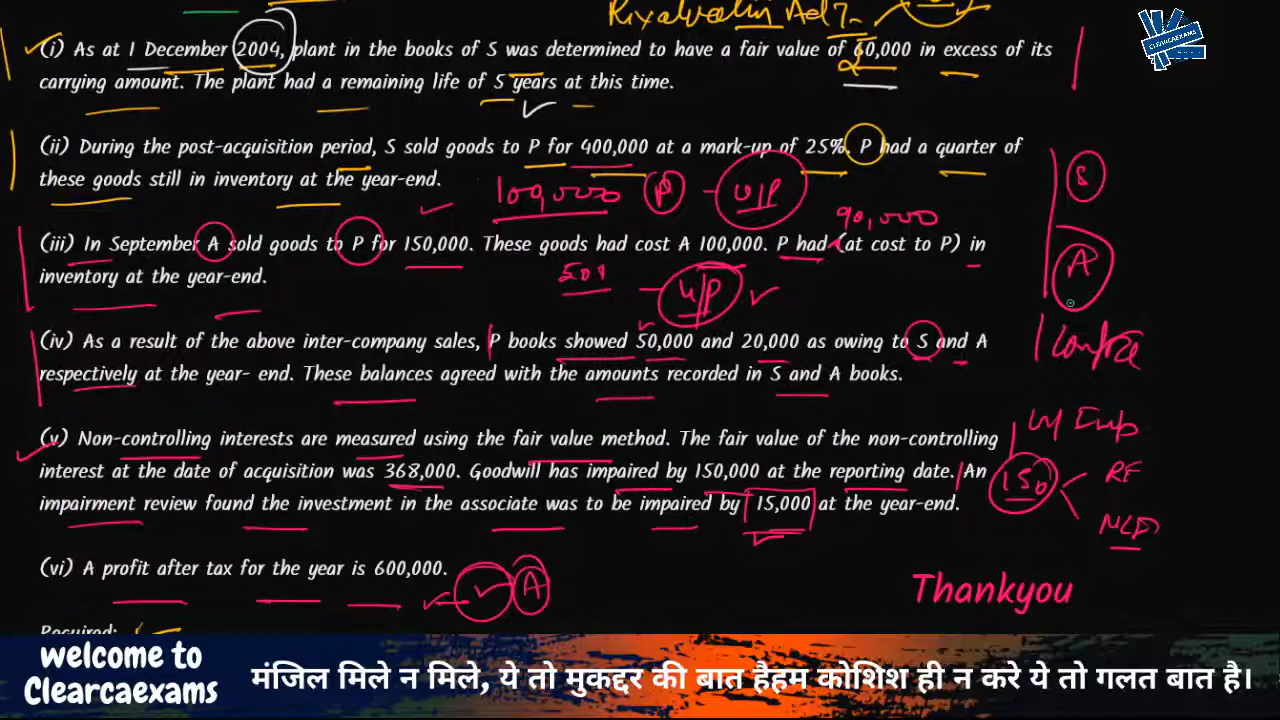 (i) As at 1 December 2004, plant in the books of S was determined to have a fair value of 60,000 in excess of its
carrying amount. The plant had a remaining life of 5 years at this time.
(ii) During the post-acquisition period, S sold goods to P for 400,000 at a mark-up of 25%. P had a quarter of
these goods still in inventory at the year-end.
100,000 P U/P
S
90,000
(iii) In September A sold goods to P for 150,000. These goods had cost A 100,000. P had (at cost to P) in
inventory at the year-end.
50% U/P
A
(iv) As a result of the above inter-company sales, P books showed 50,000 and 20,000 as owing to S and A
respectively at the year- end. These balances agreed with the amounts recorded in S and A books.
(v) Non-controlling interests are measured using the fair value method. The fair value of the non-controlling
interest at the date of acquisition was 368,000. Goodwill has impaired by 150,000 at the reporting date. An
impairment review found the investment in the associate was to be impaired by 15,000 at the year-end.
(vi) A profit after tax for the year is 600,000.
A
Thankyou
Required:
CLEARCAEXAMS
welcome to
Clearcaexams
मंजिल मिले न मिले, ये तो मुकद्दर की बात हैहम कोशिश ही न करे ये तो गलत बात है।